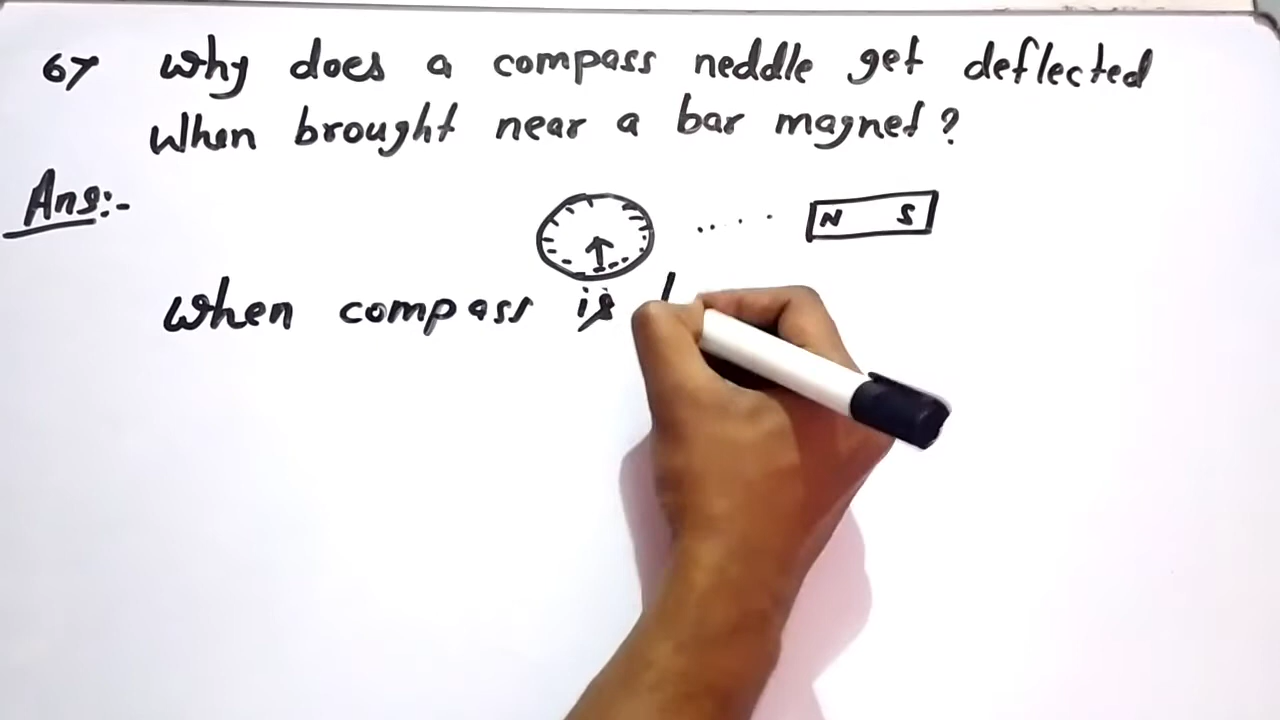 67 why does a compass neddle get deflected
when brought near a bar magnet?
Ans:-
N S
when compass is